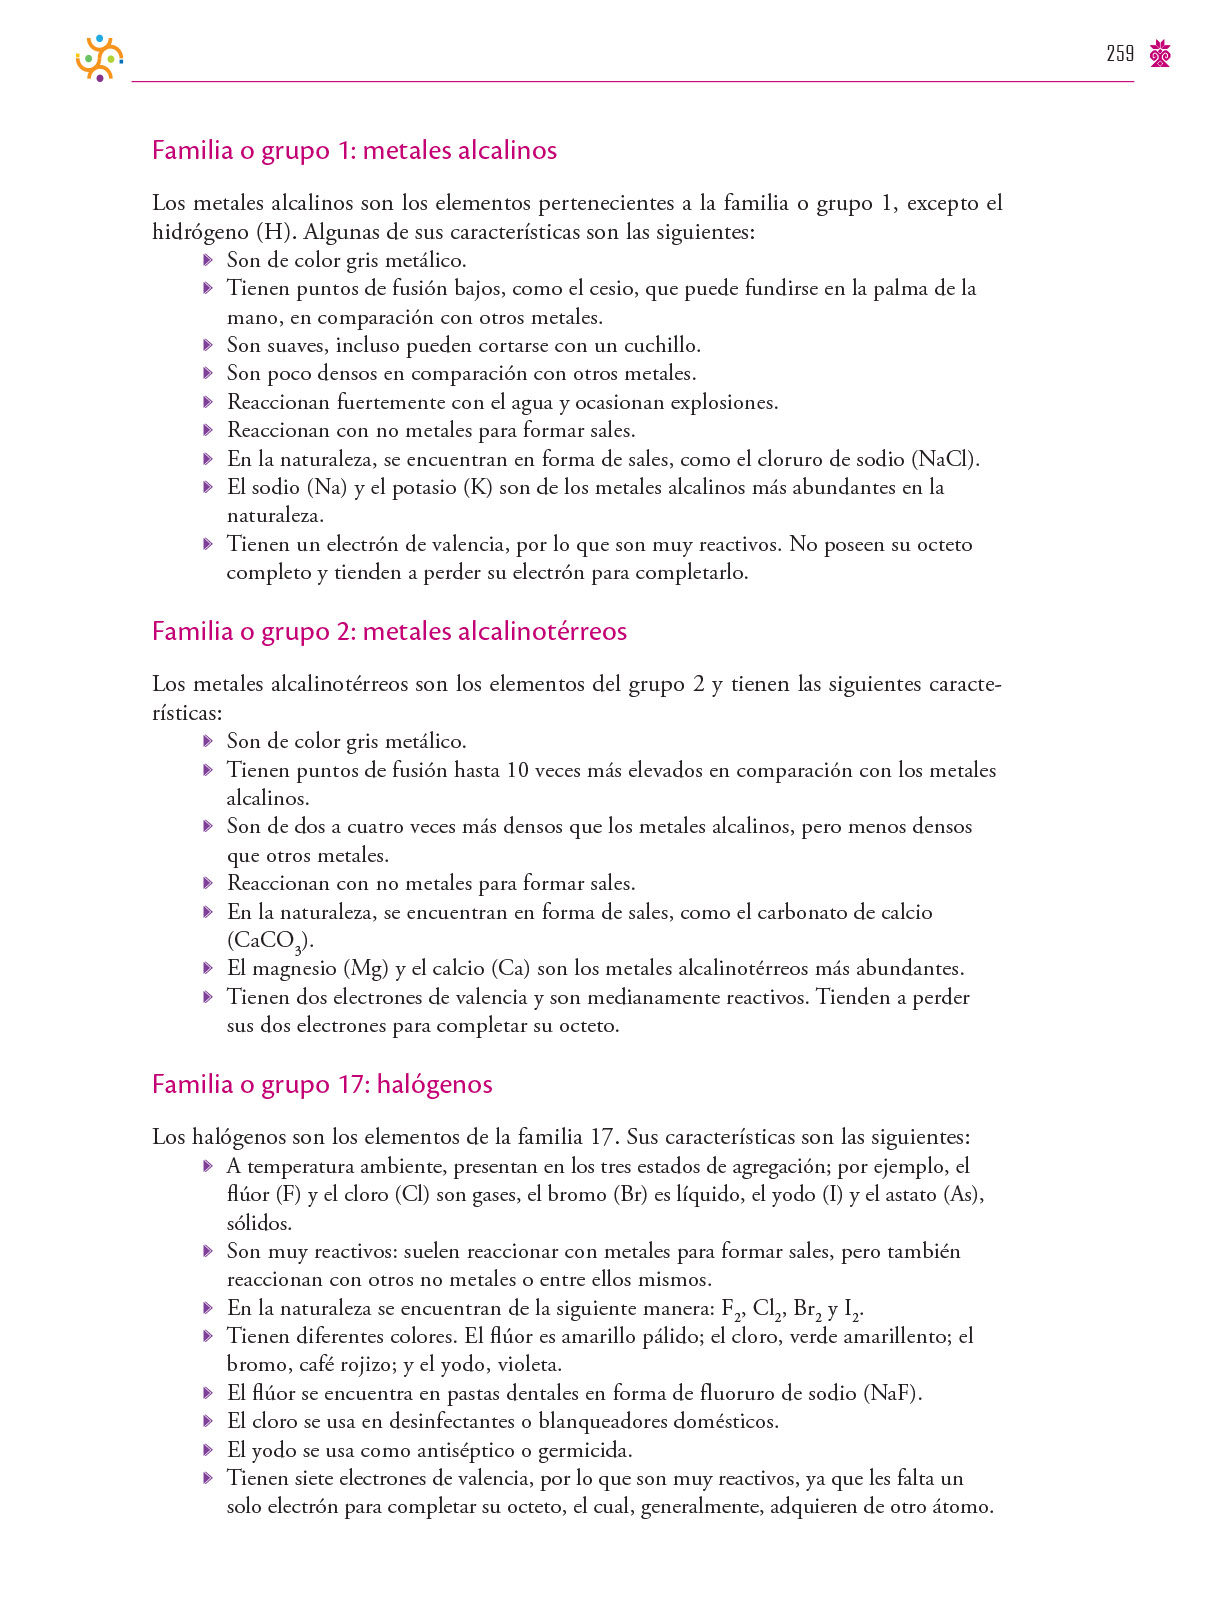 259
Familia o grupo 1: metales alcalinos
Los metales alcalinos son los elementos pertenecientes a la familia o grupo 1, excepto el
hidrógeno (H). Algunas de sus características son las siguientes:
Son de color gris metálico.
Tienen puntos de fusión bajos, como el cesio, que puede fundirse en la palma de la
mano, en comparación con otros metales.
Son suaves, incluso pueden cortarse con un cuchillo.
Son poco densos en comparación con otros metales.
Reaccionan fuertemente con el agua y ocasionan explosiones.
Reaccionan con no metales para formar sales.
En la naturaleza, se encuentran en forma de sales, como el cloruro de sodio (NaCl).
El sodio (Na) y el potasio (K) son de los metales alcalinos más abundantes en la
naturaleza.
Tienen un electrón de valencia, por lo que son muy reactivos. No poseen su octeto
completo y tienden a perder su electrón para completarlo.
Familia o grupo 2: metales alcalinotérreos
Los metales alcalinotérreos son los elementos del grupo 2 y tienen las siguientes caracte-
rísticas:
Son de color gris metálico.
Tienen puntos de fusión hasta 10 veces más elevados en comparación con los metales
alcalinos.
Son de dos a cuatro veces más densos que los metales alcalinos, pero menos densos
que otros metales.
Reaccionan con no metales para formar sales.
En la naturaleza, se encuentran en forma de sales, como el carbonato de calcio
(CaCO₃).
El magnesio (Mg) y el calcio (Ca) son los metales alcalinotérreos más abundantes.
Tienen dos electrones de valencia y son medianamente reactivos. Tienden a perder
sus dos electrones para completar su octeto.
Familia o grupo 17: halógenos
Los halógenos son los elementos de la familia 17. Sus características son las siguientes:
A temperatura ambiente, presentan en los tres estados de agregación; por ejemplo, el
flúor (F) y el cloro (Cl) son gases, el bromo (Br) es líquido, el yodo (I) y el astato (As),
sólidos.
Son muy reactivos: suelen reaccionar con metales para formar sales, pero también
reaccionan con otros no metales o entre ellos mismos.
En la naturaleza se encuentran de la siguiente manera: F₂, Cl₂, Br₂ y I₂.
Tienen diferentes colores. El flúor es amarillo pálido; el cloro, verde amarillento; el
bromo, café rojizo; y el yodo, violeta.
El flúor se encuentra en pastas dentales en forma de fluoruro de sodio (NaF).
El cloro se usa en desinfectantes o blanqueadores domésticos.
El yodo se usa como antiséptico o germicida.
Tienen siete electrones de valencia, por lo que son muy reactivos, ya que les falta un
solo electrón para completar su octeto, el cual, generalmente, adquieren de otro átomo.